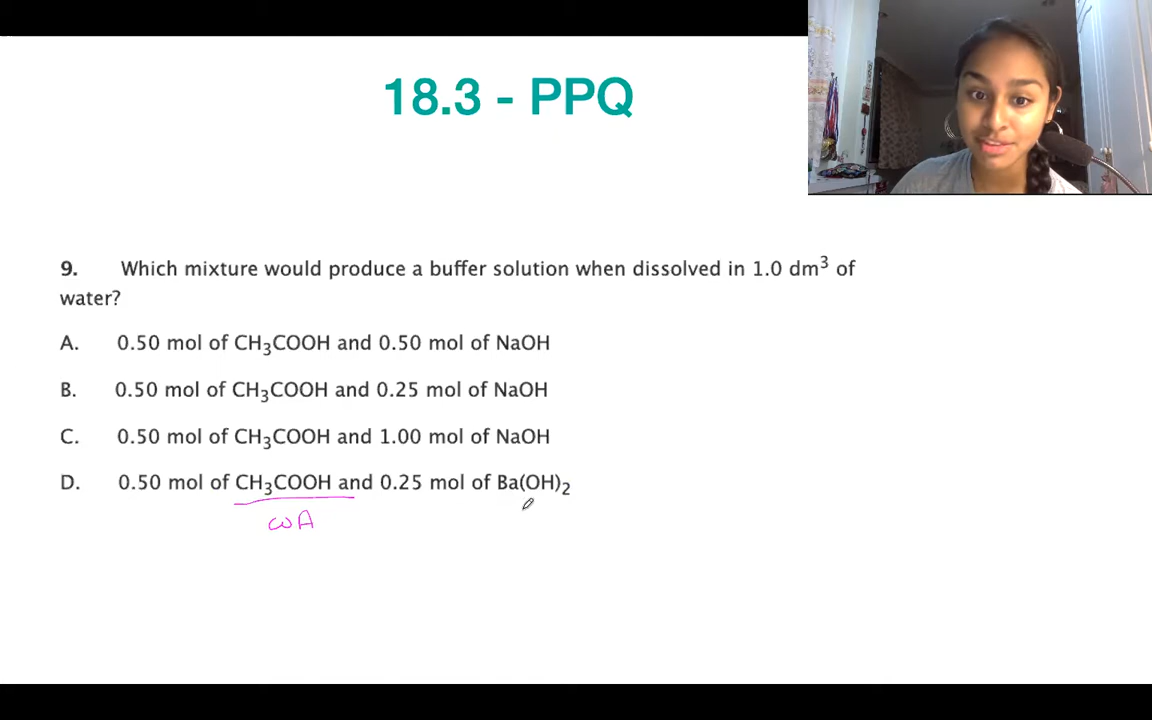 18.3 - PPQ
9. Which mixture would produce a buffer solution when dissolved in 1.0 dm³ of
water?
A. 0.50 mol of CH₃COOH and 0.50 mol of NaOH
B. 0.50 mol of CH₃COOH and 0.25 mol of NaOH
C. 0.50 mol of CH₃COOH and 1.00 mol of NaOH
D. 0.50 mol of CH₃COOH and 0.25 mol of Ba(OH)₂
WA